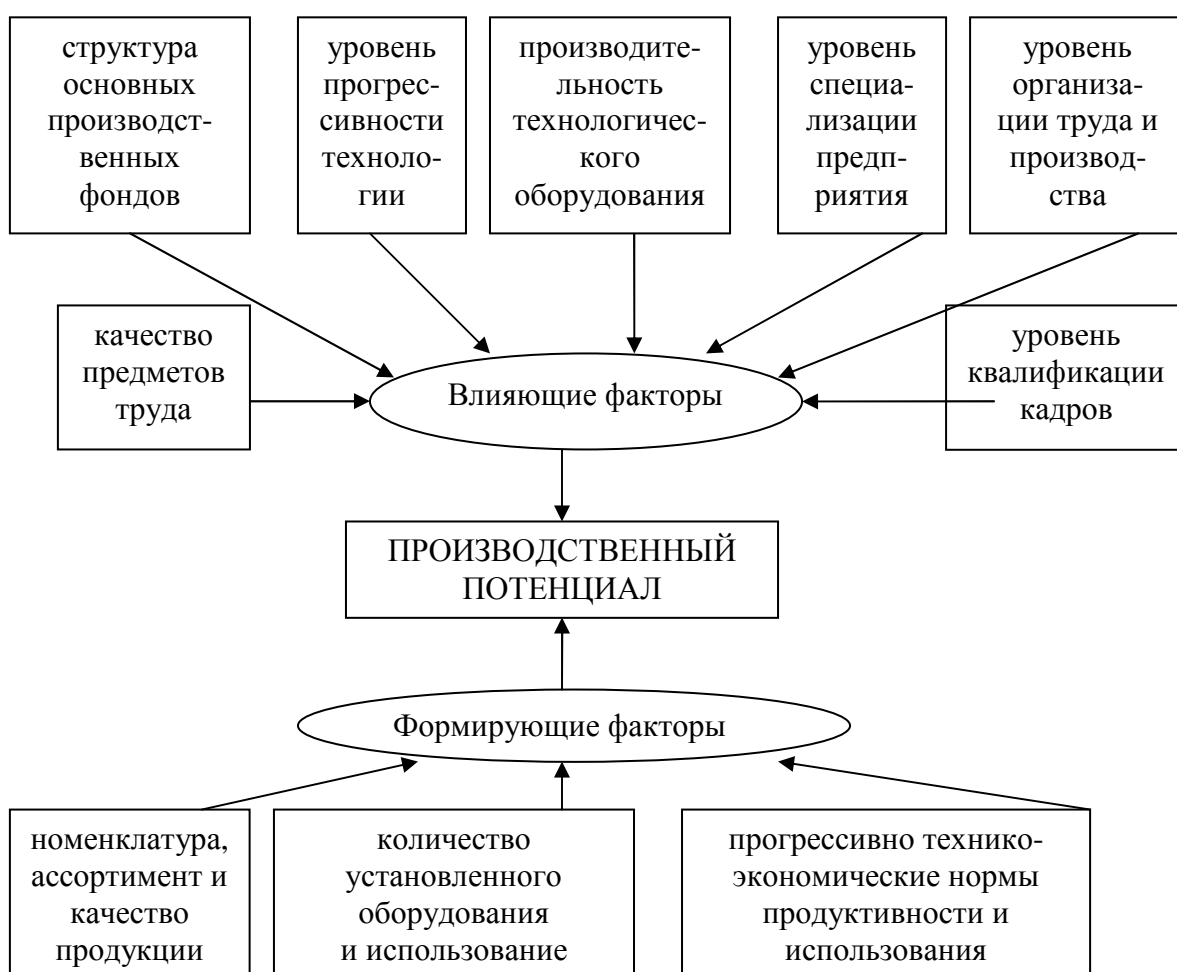 структура
основных
производст-
венных
фондов
уровень
прогрес-
сивности
техноло-
гии
производите-
льность
технологичес-
кого
оборудования
уровень
специа-
лизации
предп-
риятия
уровень
организа-
ции труда и
производ-
ства
качество
предметов
труда
Влияющие факторы
уровень
квалификации
кадров
ПРОИЗВОДСТВЕННЫЙ
ПОТЕНЦИАЛ
Формирующие факторы
номенклатура,
ассортимент и
качество
продукции
количество
установленного
оборудования
и использование
прогрессивно технико-
экономические нормы
продуктивности и
использования